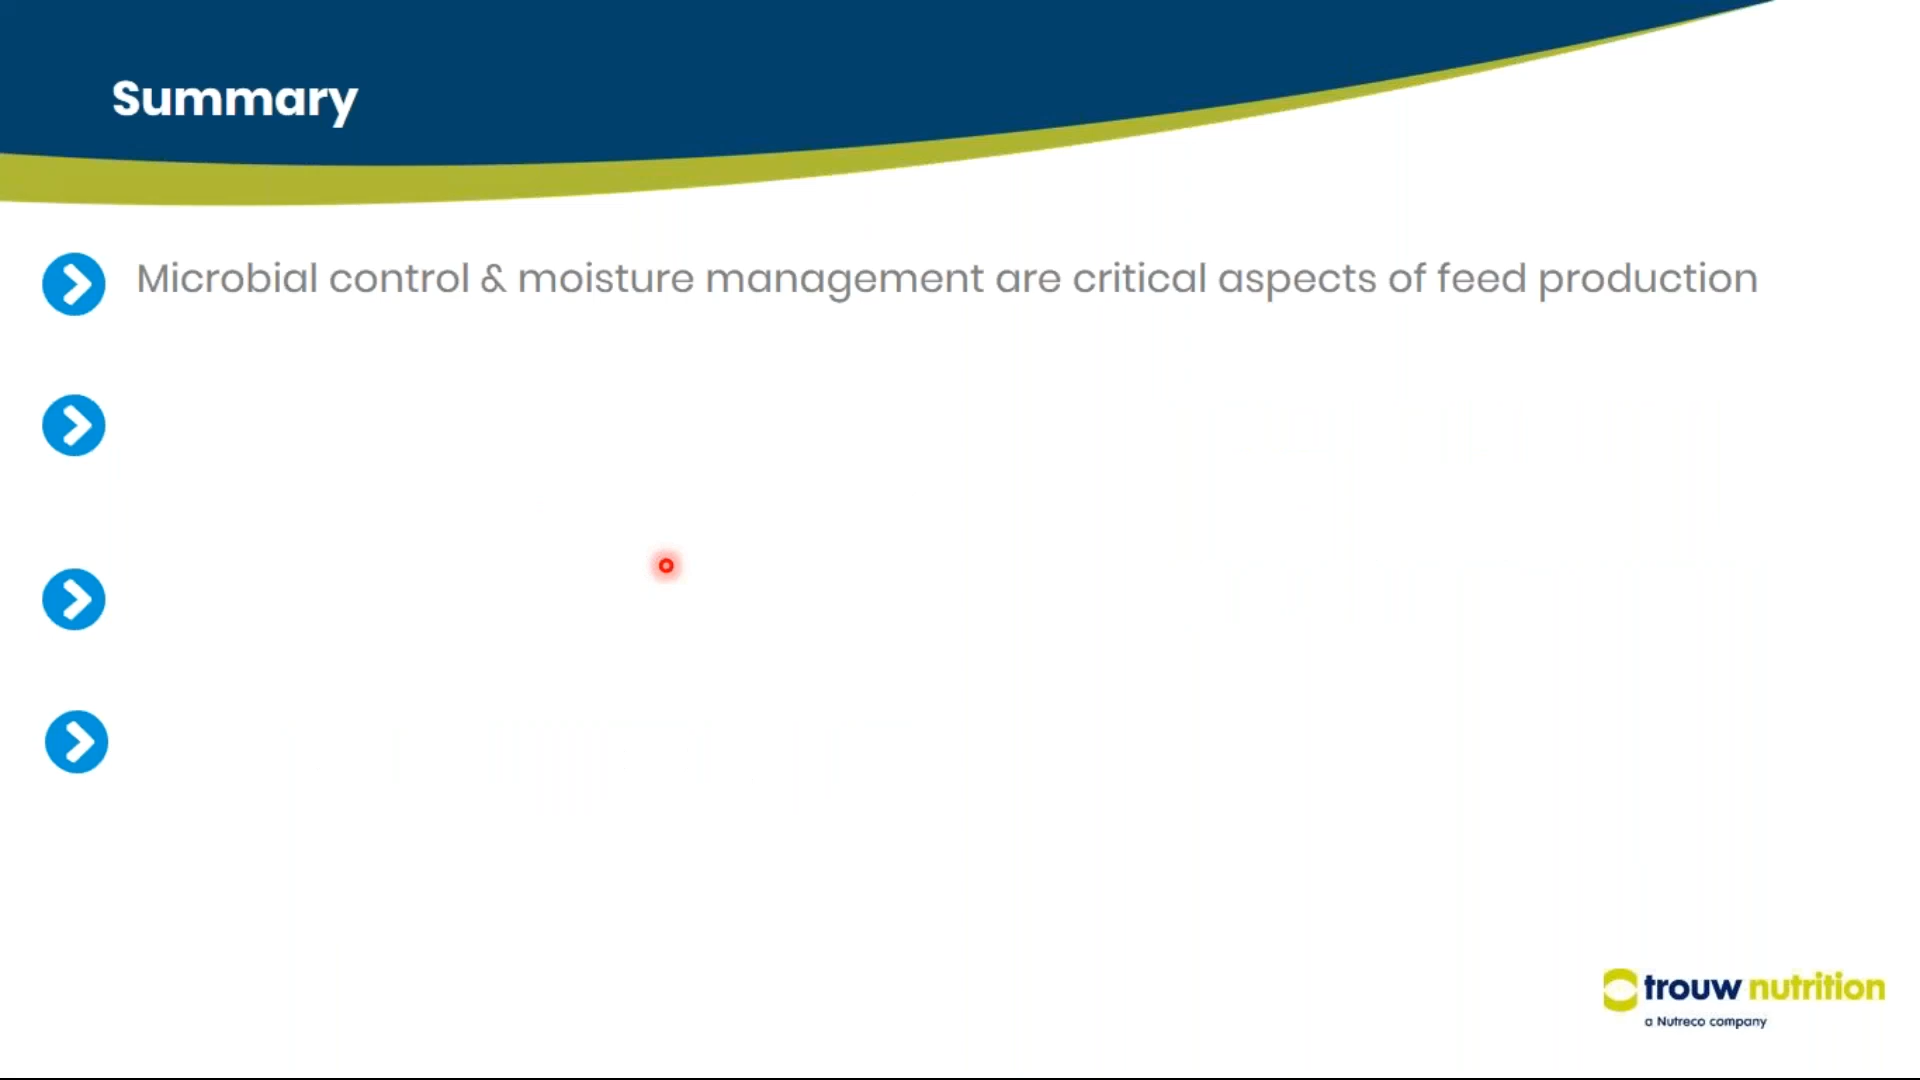 Summary
Microbial control & moisture management are critical aspects of feed production
trouw nutrition
a Nutreco company